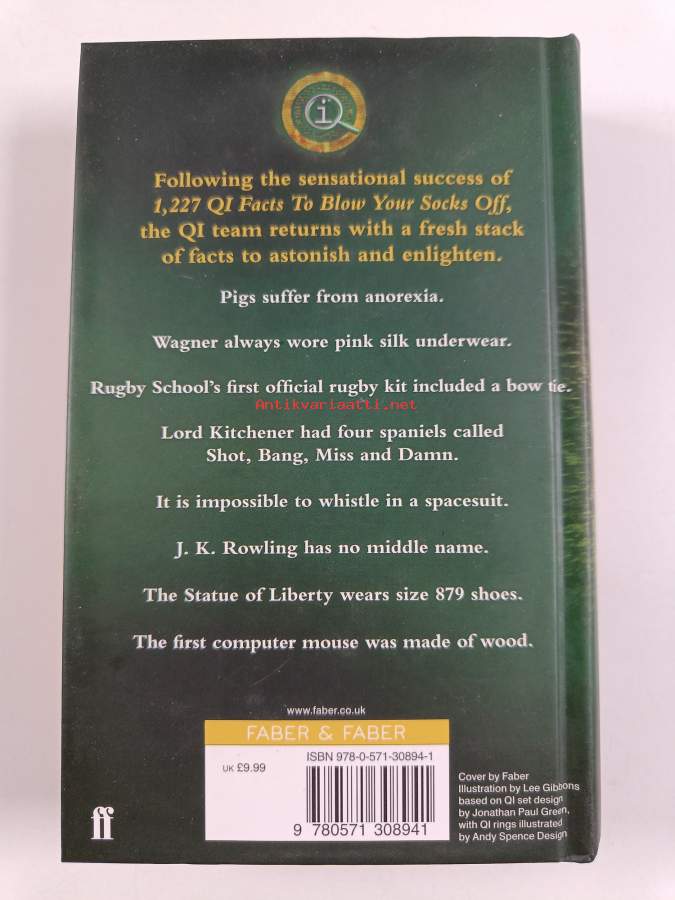 i
Following the sensational success of
1,227 QI Facts To Blow Your Socks Off,
the QI team returns with a fresh stack
of facts to astonish and enlighten.
Pigs suffer from anorexia.
Wagner always wore pink silk underwear.
Rugby School's first official rugby kit included a bow tie.
Antikvariaatti.net
Lord Kitchener had four spaniels called
Shot, Bang, Miss and Damn.
It is impossible to whistle in a spacesuit.
J. K. Rowling has no middle name.
The Statue of Liberty wears size 879 shoes.
The first computer mouse was made of wood.
www.faber.co.uk
FABER & FABER
UK £9.99
ISBN 978-0-571-30894-1
9 780571 308941
Cover by Faber
Illustration by Lee Gibbons
based on QI set design
by Jonathan Paul Green,
with QI rings illustrated
by Andy Spence Design
ff